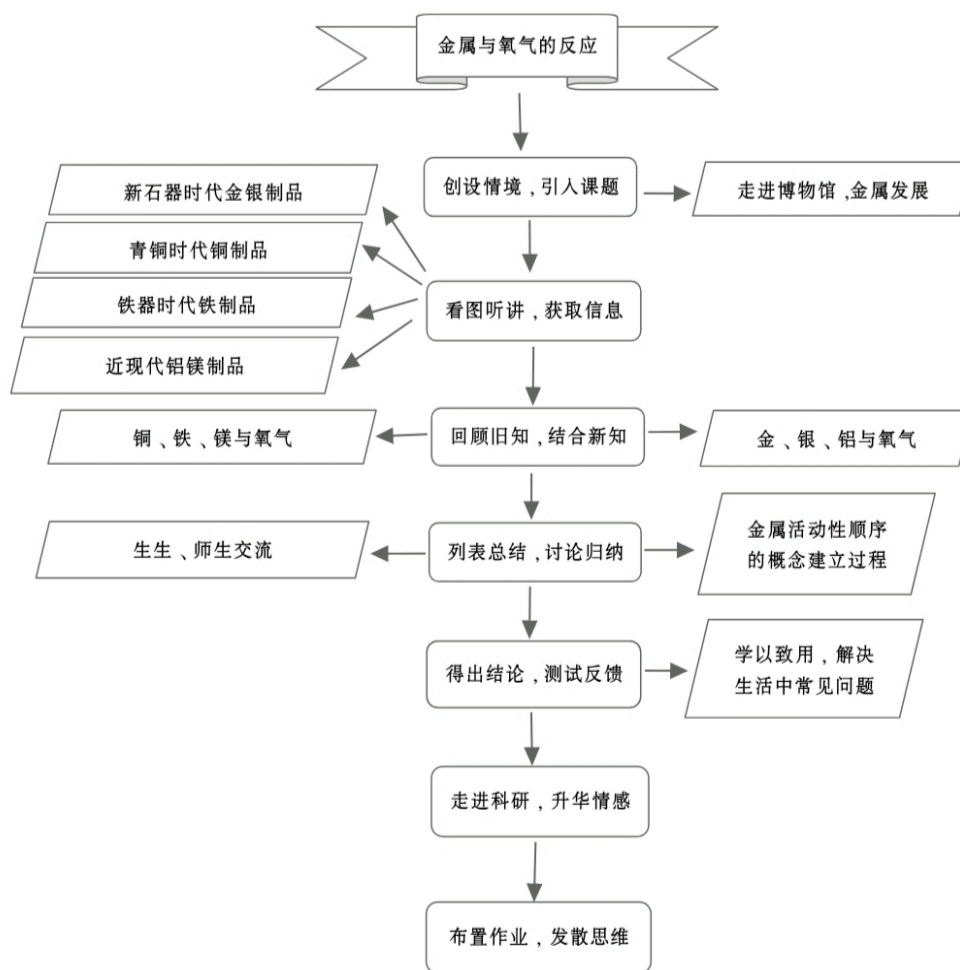 金属与氧气的反应
创设情境，引入课题
走进博物馆，金属发展
新石器时代金银制品
青铜时代铜制品
铁器时代铁制品
近现代铝镁制品
看图听讲，获取信息
铜、铁、镁与氧气
回顾旧知，结合新知
金、银、铝与氧气
生生、师生交流
列表总结，讨论归纳
金属活动性顺序
的概念建立过程
得出结论，测试反馈
学以致用，解决
生活中常见问题
走进科研，升华情感
布置作业，发散思维